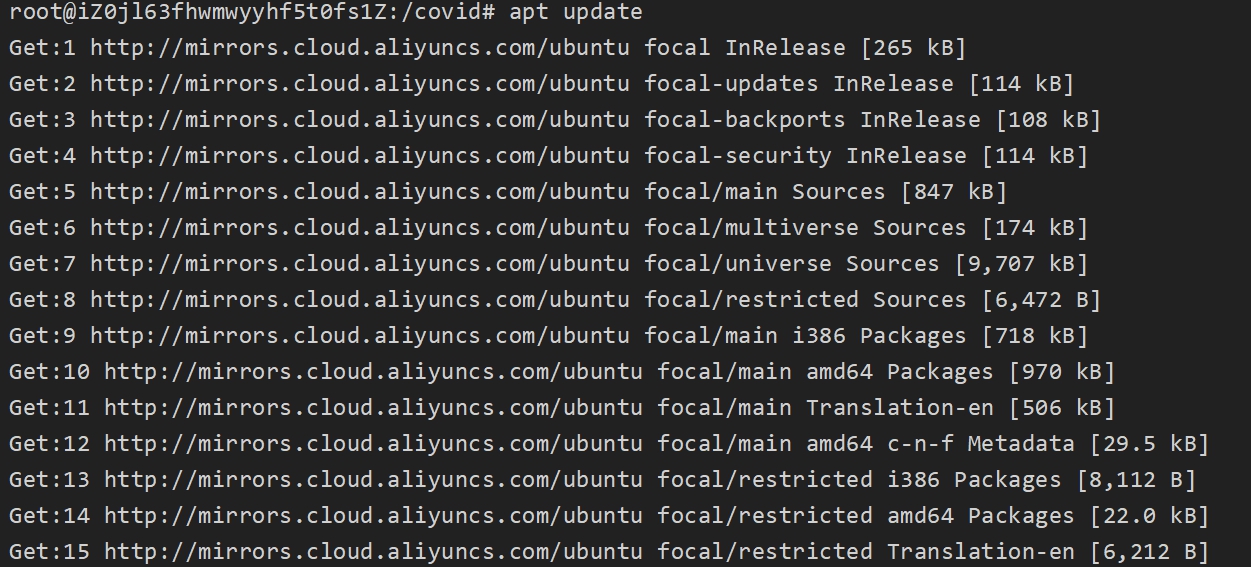 root@iZ0jl63fhwmwyyhf5t0fs1Z:/covid# apt update
Get:1 http://mirrors.cloud.aliyuncs.com/ubuntu focal InRelease [265 kB]
Get:2 http://mirrors.cloud.aliyuncs.com/ubuntu focal-updates InRelease [114 kB]
Get:3 http://mirrors.cloud.aliyuncs.com/ubuntu focal-backports InRelease [108 kB]
Get:4 http://mirrors.cloud.aliyuncs.com/ubuntu focal-security InRelease [114 kB]
Get:5 http://mirrors.cloud.aliyuncs.com/ubuntu focal/main Sources [847 kB]
Get:6 http://mirrors.cloud.aliyuncs.com/ubuntu focal/multiverse Sources [174 kB]
Get:7 http://mirrors.cloud.aliyuncs.com/ubuntu focal/universe Sources [9,707 kB]
Get:8 http://mirrors.cloud.aliyuncs.com/ubuntu focal/restricted Sources [6,472 B]
Get:9 http://mirrors.cloud.aliyuncs.com/ubuntu focal/main i386 Packages [718 kB]
Get:10 http://mirrors.cloud.aliyuncs.com/ubuntu focal/main amd64 Packages [970 kB]
Get:11 http://mirrors.cloud.aliyuncs.com/ubuntu focal/main Translation-en [506 kB]
Get:12 http://mirrors.cloud.aliyuncs.com/ubuntu focal/main amd64 c-n-f Metadata [29.5 kB]
Get:13 http://mirrors.cloud.aliyuncs.com/ubuntu focal/restricted i386 Packages [8,112 B]
Get:14 http://mirrors.cloud.aliyuncs.com/ubuntu focal/restricted amd64 Packages [22.0 kB]
Get:15 http://mirrors.cloud.aliyuncs.com/ubuntu focal/restricted Translation-en [6,212 B]